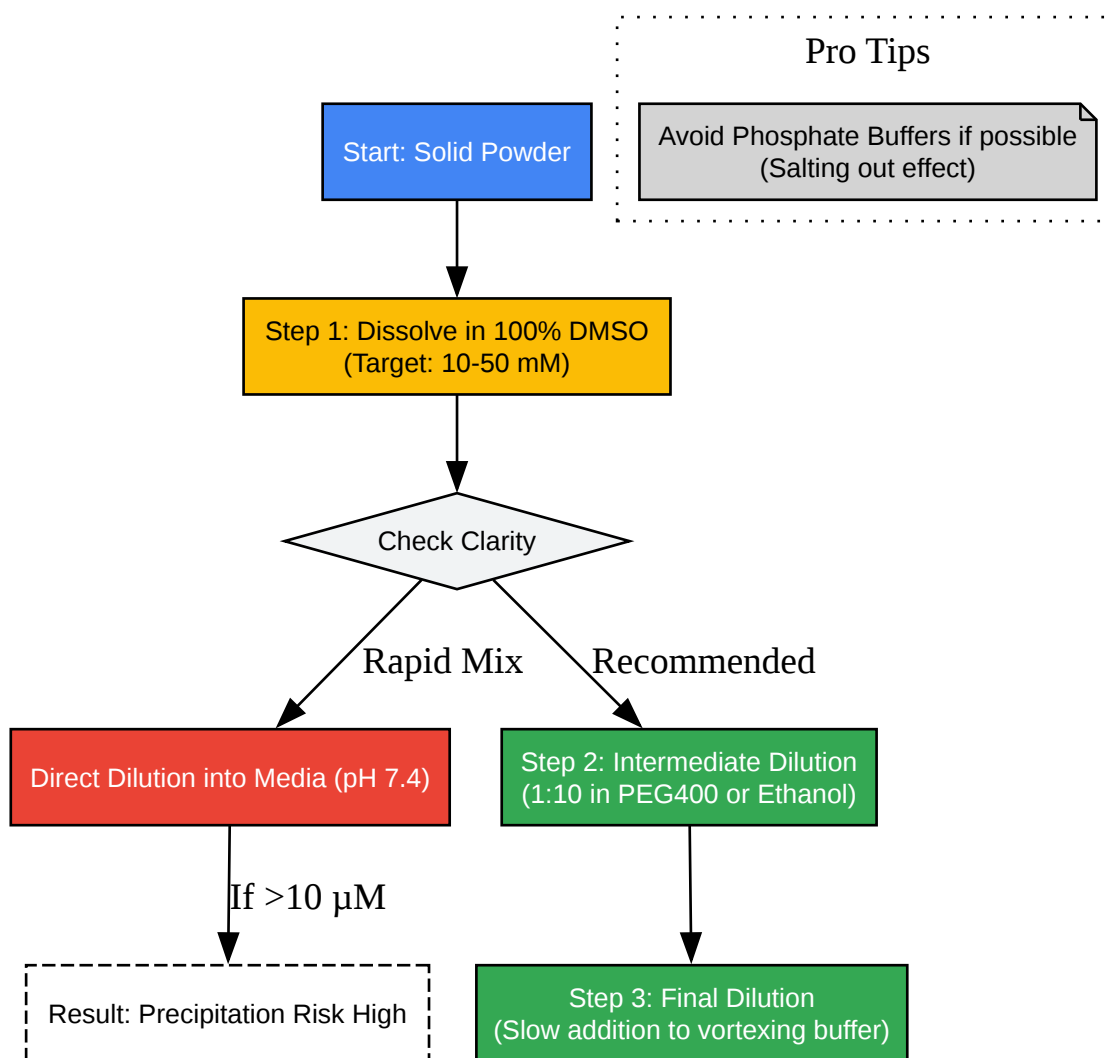 Pro Tips
Start: Solid Powder
Avoid Phosphate Buffers if possible
(Salting out effect)
Step 1: Dissolve in 100% DMSO
(Target: 10-50 mM)
Check Clarity
Rapid Mix
Recommended
Direct Dilution into Media (pH 7.4)
Step 2: Intermediate Dilution
(1:10 in PEG400 or Ethanol)
If >10 µM
Result: Precipitation Risk High
Step 3: Final Dilution
(Slow addition to vortexing buffer)